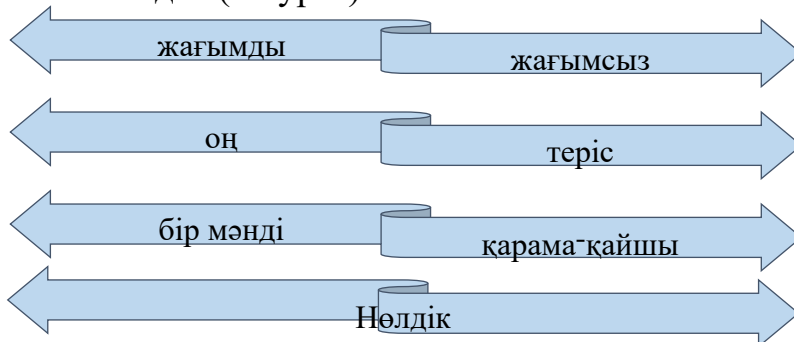 жағымды жағымсыз
оң теріс
бір мәнді қарама-қайшы
Нөлдік